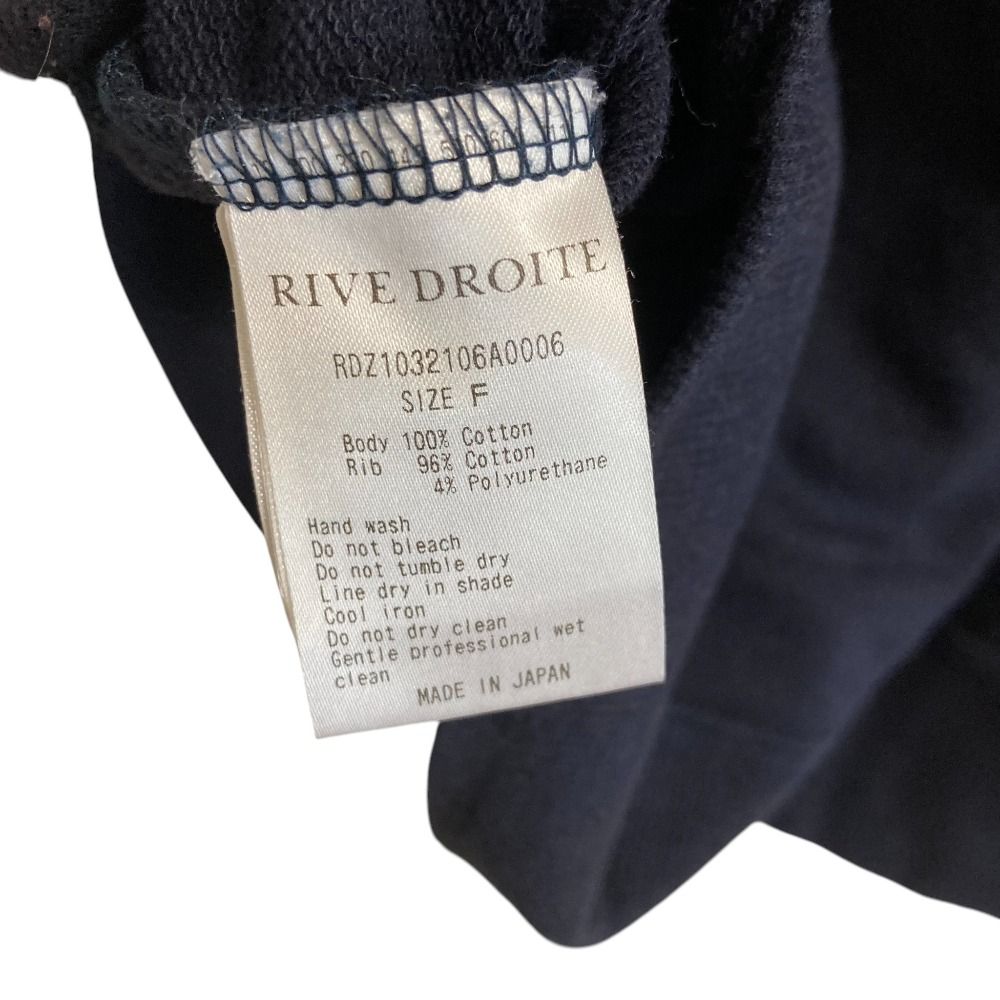 RIVE DROITE
RDZ1032106A0006
SIZE F
Body 100% Cotton
Rib 96% Cotton
4% Polyurethane
Hand wash
Do not bleach
Do not tumble dry
Line dry in shade
Cool iron
Do not dry clean
Gentle professional wet
clean
MADE IN JAPAN